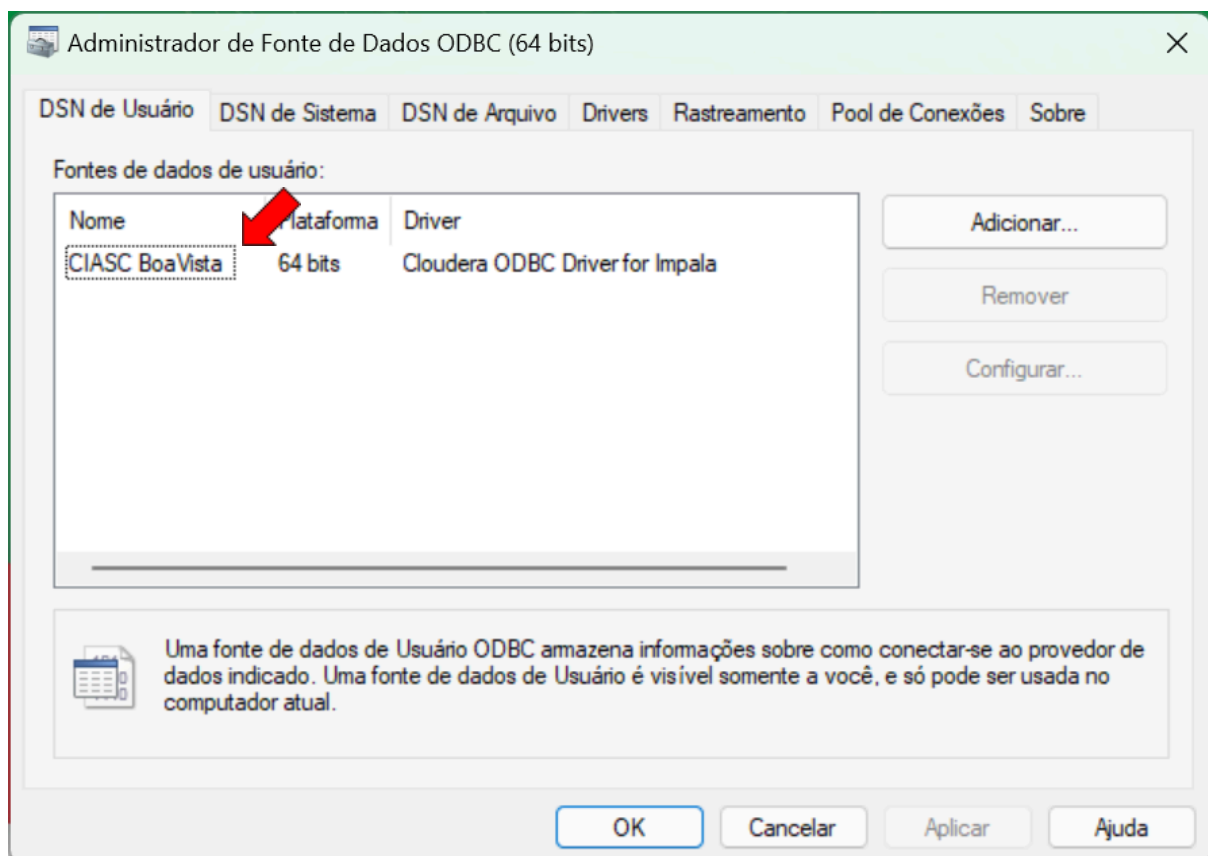 Administrador de Fonte de Dados ODBC (64 bits)
DSN de Usuário DSN de Sistema DSN de Arquivo Drivers Rastreamento Pool de Conexões Sobre
Fontes de dados de usuário:
Nome Plataforma Driver Adicionar...
CIASC BoaVista 64 bits Cloudera ODBC Driver for Impala
Remover
Configurar...
Uma fonte de dados de Usuário ODBC armazena informações sobre como conectar-se ao provedor de
dados indicado. Uma fonte de dados de Usuário é visível somente a você, e só pode ser usada no
computador atual.
OK Cancelar Aplicar Ajuda